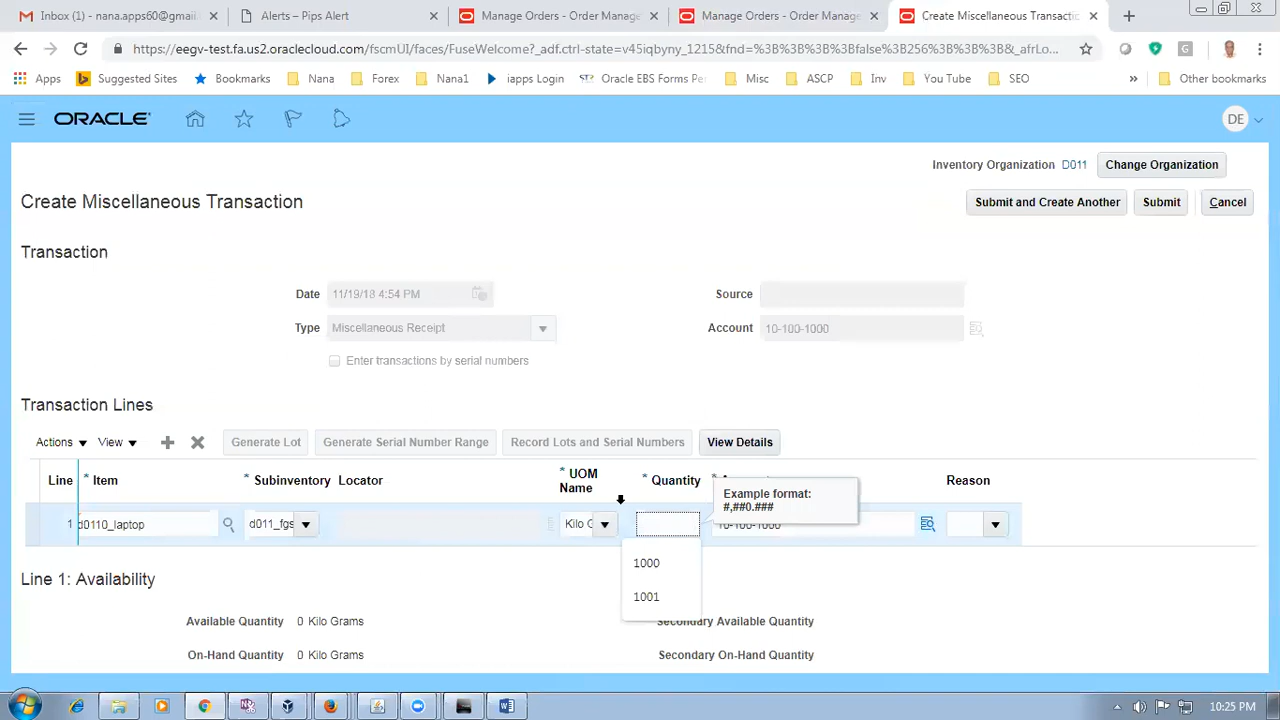 Inbox (15) - nana.apps60@gmail
Alerts – Pips Alert
Manage Orders - Order Manage
Manage Orders - Order Manage
Create Miscellaneous Transactio
https://eegv-test.fa.us2.oraclecloud.com/fscmUI/faces/FuseWelcome?_adf.ctrl-state=v45iqbyny_1215&fnd=%3B%3B%3B%3Bfalse%3B256%3B%3B%3B&_afrLo...
Apps Suggested Sites Bookmarks Nana Forex Nana1 iapps Login Oracle EBS Forms Pe Misc ASCP Inv You Tube SEO » Other bookmarks
ORACLE DE
Inventory Organization D011 Change Organization
Create Miscellaneous Transaction Submit and Create Another Submit Cancel
Transaction
Date 11/19/18 4:54 PM Source
Type Miscellaneous Receipt Account 10-100-1000
Enter transactions by serial numbers
Transaction Lines
Actions View Generate Lot Generate Serial Number Range Record Lots and Serial Numbers View Details
Line * Item * Subinventory Locator * UOM Name * Quantity Reason
Example format:
#,##0.###
1 d0110_laptop d011_fgs Kilo 10-100-1000
1000
1001
Line 1: Availability
Available Quantity 0 Kilo Grams Secondary Available Quantity
On-Hand Quantity 0 Kilo Grams Secondary On-Hand Quantity
10:25 PM